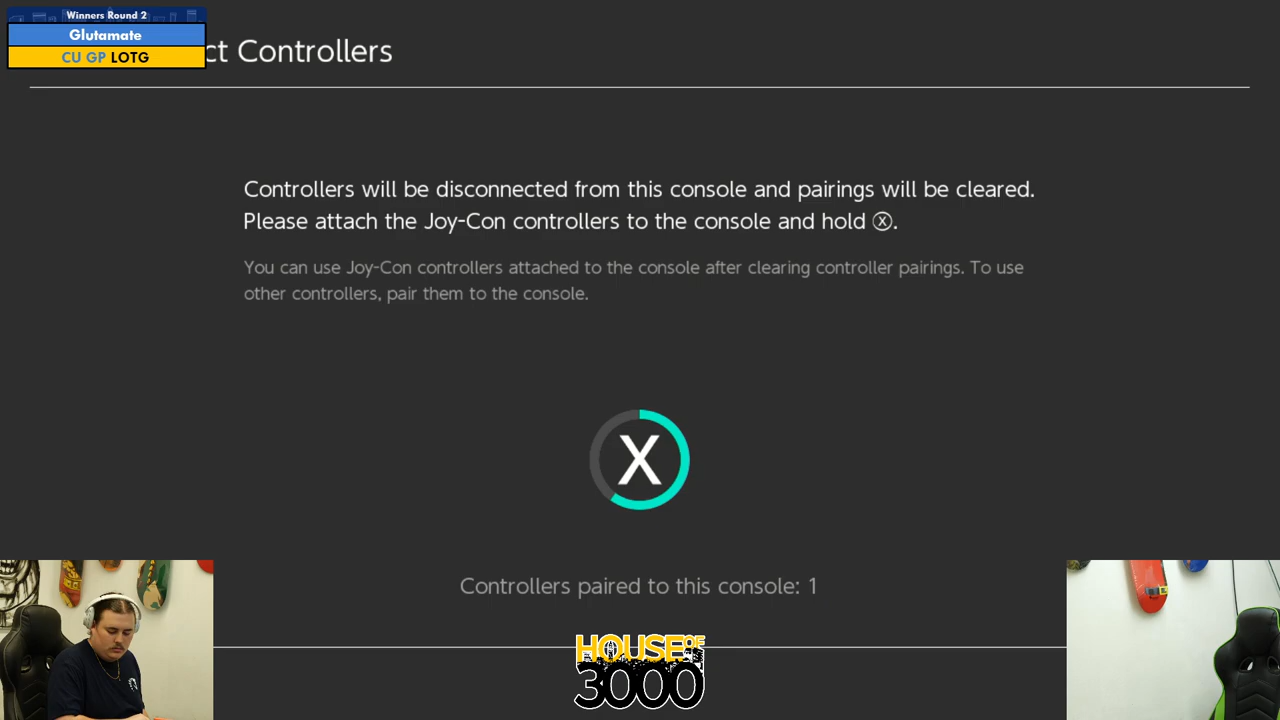 Winners Round 2
Glutamate
CU GP LOTG
ct Controllers
Controllers will be disconnected from this console and pairings will be cleared.
Please attach the Joy-Con controllers to the console and hold Ⓧ.
You can use Joy-Con controllers attached to the console after clearing controller pairings. To use
other controllers, pair them to the console.
X
Controllers paired to this console: 1
HOUSE OF
3000